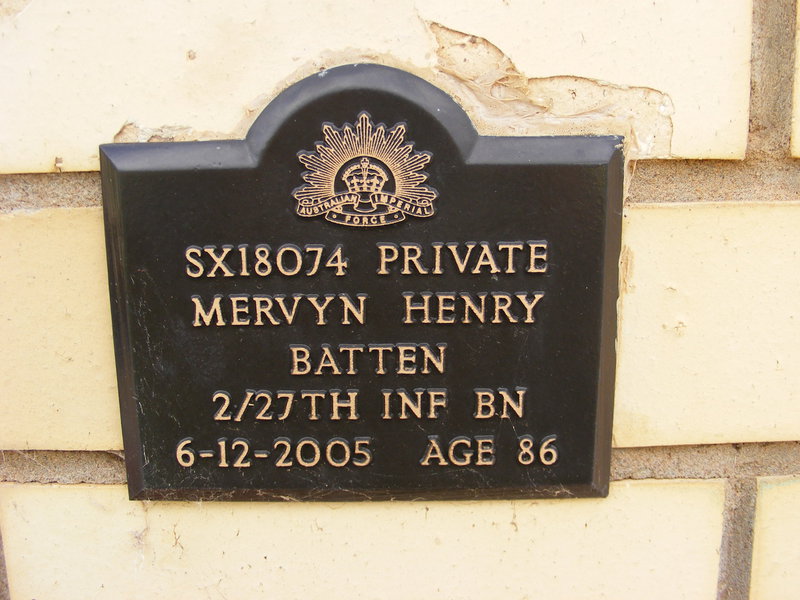 AUSTRALIAN IMPERIAL
FORCE
SX18074 PRIVATE
MERVYN HENRY
BATTEN
2/27TH INF BN
6-12-2005 AGE 86